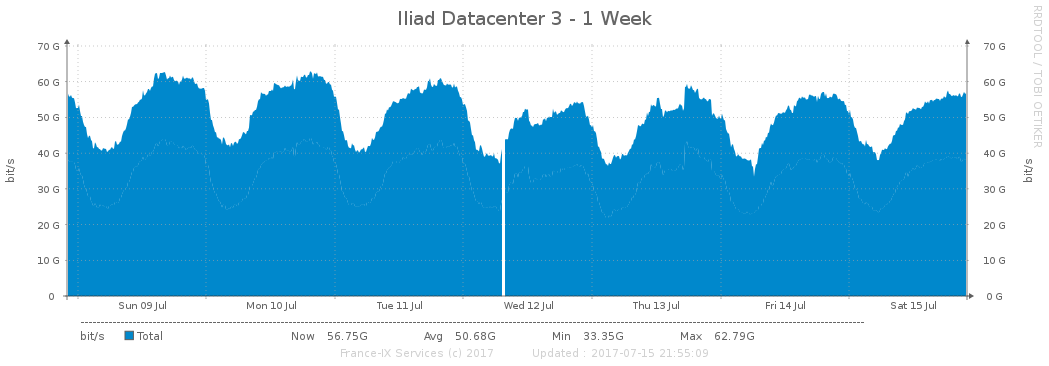 Iliad Datacenter 3 - 1 Week
RRDTOOL / TOBI OETIKER
bit/s
70 G
60 G
50 G
40 G
30 G
20 G
10 G
0
70 G
60 G
50 G
40 G
30 G
20 G
10 G
0 G
bit/s
Sun 09 Jul Mon 10 Jul Tue 11 Jul Wed 12 Jul Thu 13 Jul Fri 14 Jul Sat 15 Jul
bit/s Total Now 56.75G Avg 50.68G Min 33.35G Max 62.79G
France-IX Services (c) 2017 Updated : 2017-07-15 21:55:09